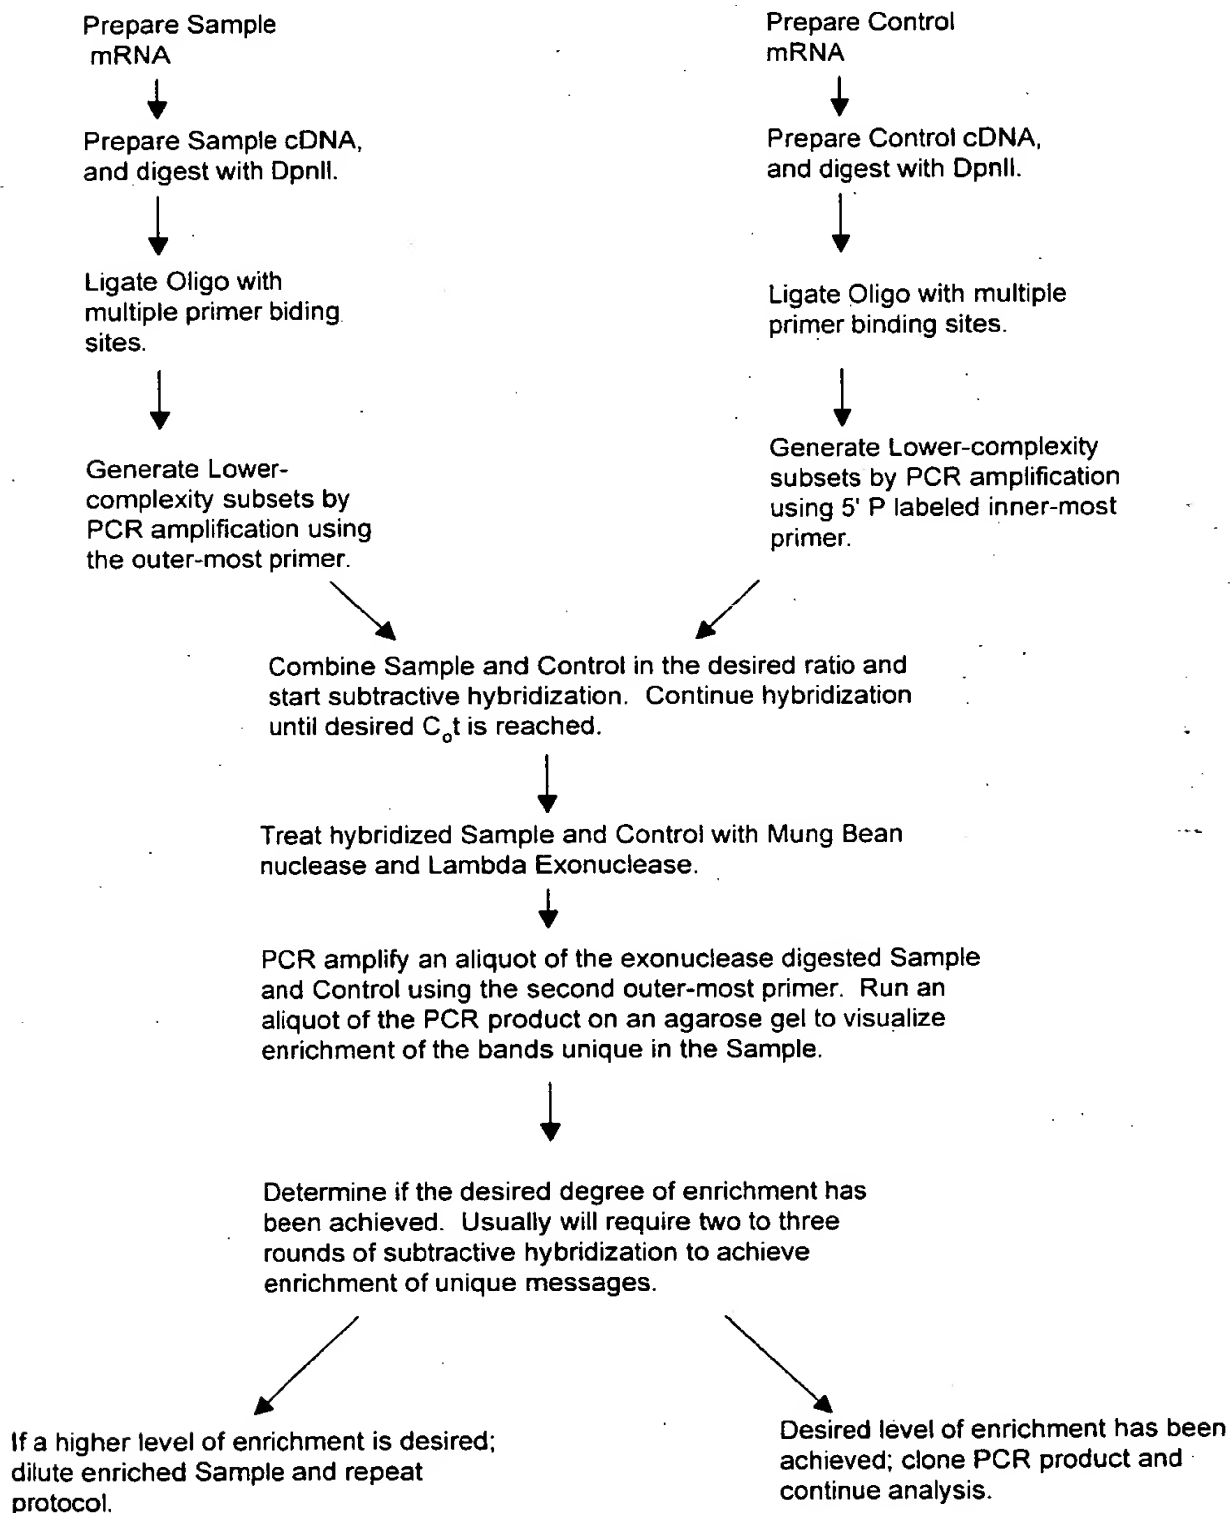 Prepare Sample
mRNA
Prepare Control
mRNA
Prepare Sample cDNA,
and digest with DpnII.
Prepare Control cDNA,
and digest with DpnII.
Ligate Oligo with
multiple primer biding
sites.
Ligate Oligo with multiple
primer binding sites.
Generate Lower-
complexity subsets by
PCR amplification using
the outer-most primer.
Generate Lower-complexity
subsets by PCR amplification
using 5' P labeled inner-most
primer.
Combine Sample and Control in the desired ratio and
start subtractive hybridization. Continue hybridization
until desired Cot is reached.
Treat hybridized Sample and Control with Mung Bean
nuclease and Lambda Exonuclease.
PCR amplify an aliquot of the exonuclease digested Sample
and Control using the second outer-most primer. Run an
aliquot of the PCR product on an agarose gel to visualize
enrichment of the bands unique in the Sample.
Determine if the desired degree of enrichment has
been achieved. Usually will require two to three
rounds of subtractive hybridization to achieve
enrichment of unique messages.
If a higher level of enrichment is desired;
dilute enriched Sample and repeat
protocol.
Desired level of enrichment has been
achieved; clone PCR product and
continue analysis.